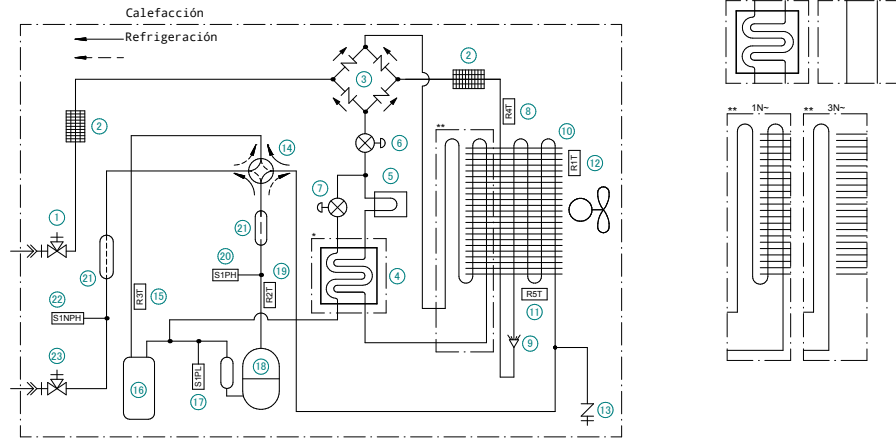 Calefacción
Refrigeración
2
3
8
R4T
10
R1T
12
**
2
14
6
7
5
1
21
21
*
20
S1PH
19
R2T
4
R3T
15
R5T
11
22
S1NPH
9
23
16
S1PL
17
18
13
** 1N~
** 3N~